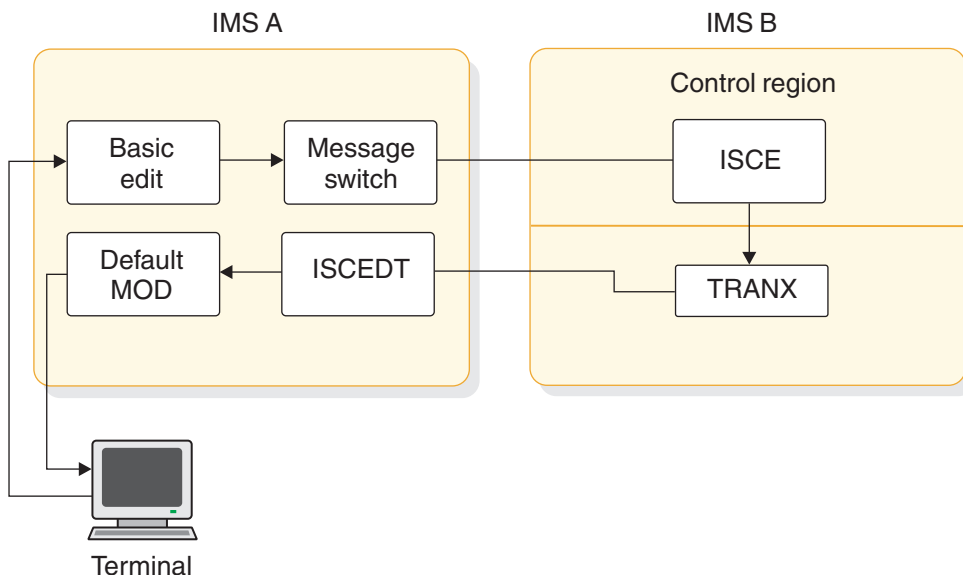 IMS A
IMS B
Control region
Basic
edit
Message
switch
ISCE
Default
MOD
ISCEDT
TRANX
Terminal